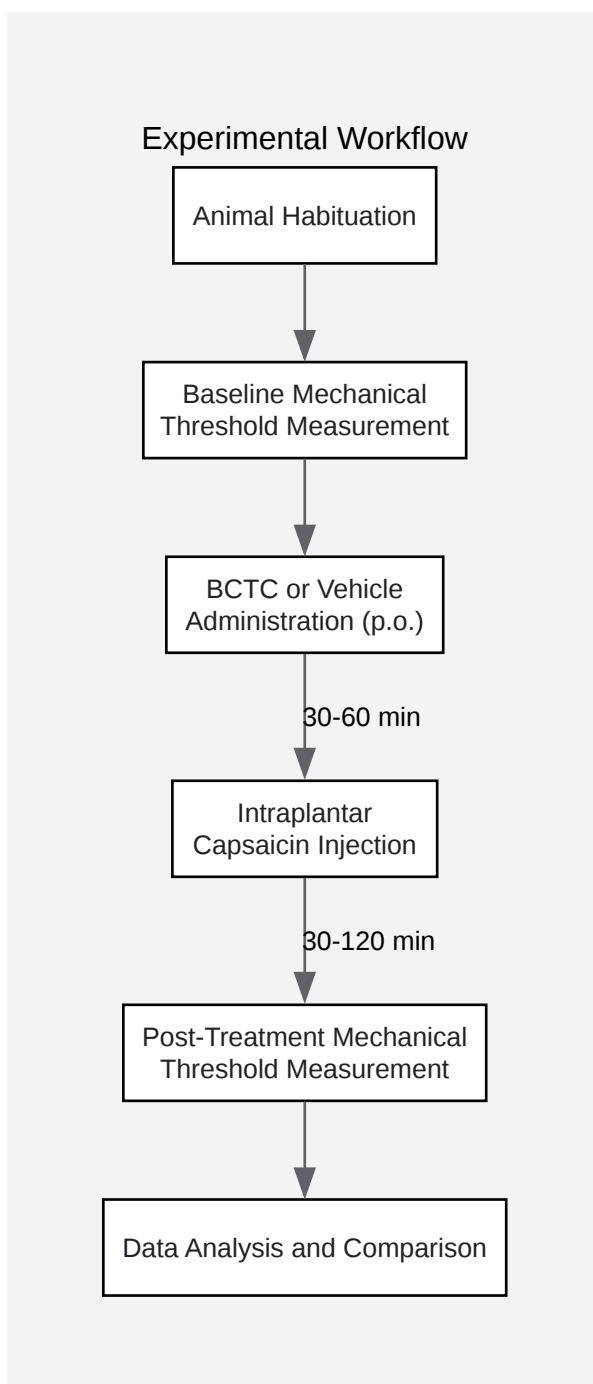 Experimental Workflow
Animal Habituation
Baseline Mechanical
Threshold Measurement
BCTC or Vehicle
Administration (p.o.)
30-60 min
Intraplantar
Capsaicin Injection
30-120 min
Post-Treatment Mechanical
Threshold Measurement
Data Analysis and Comparison